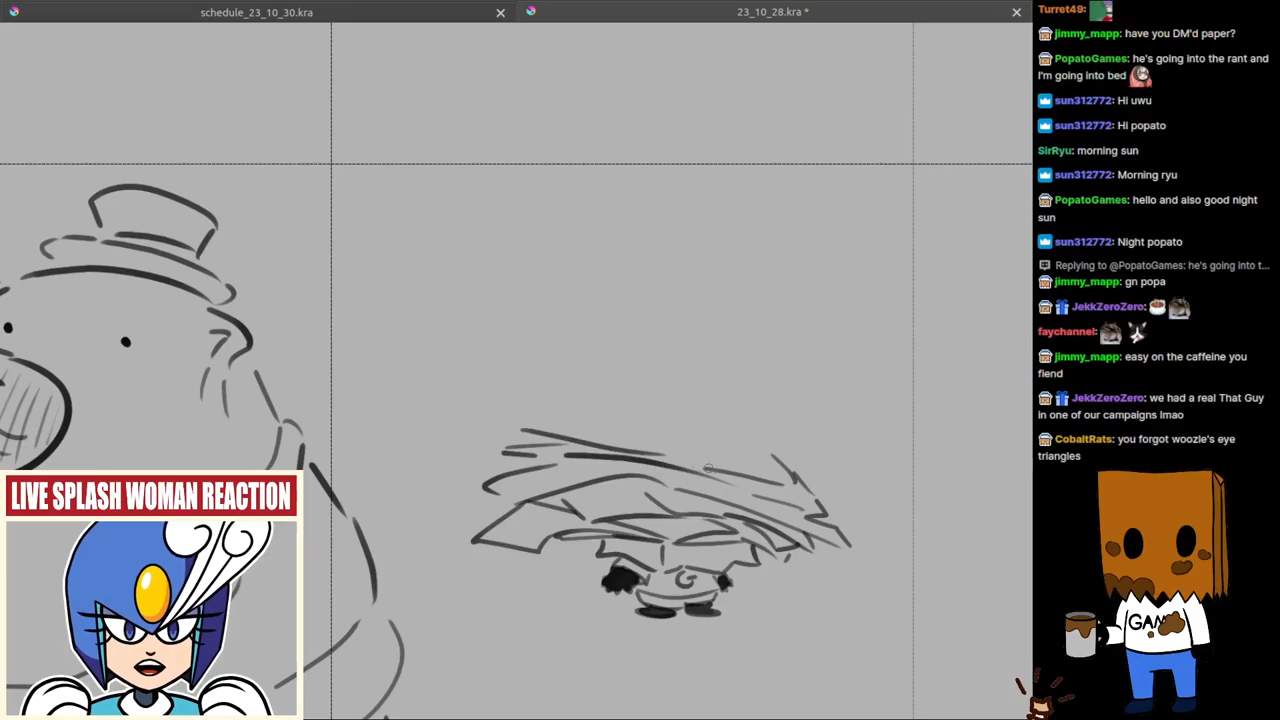 schedule_23_10_30.kra
23_10_28.kra *
Turret49:
jimmy_mapp: have you DM'd paper?
PopatoGames: he's going into the rant and
I'm going into bed
sun312772: Hi uwu
sun312772: Hi popato
SirRyu: morning sun
sun312772: Morning ryu
PopatoGames: hello and also good night
sun
sun312772: Night popato
Replying to @PopatoGames: he's going into t...
jimmy_mapp: gn popa
JekkZeroZero:
faychannel:
jimmy_mapp: easy on the caffeine you
fiend
JekkZeroZero: we had a real That Guy
in one of our campaigns lmao
CobaltRats: you forgot woozle's eye
triangles
LIVE SPLASH WOMAN REACTION
G